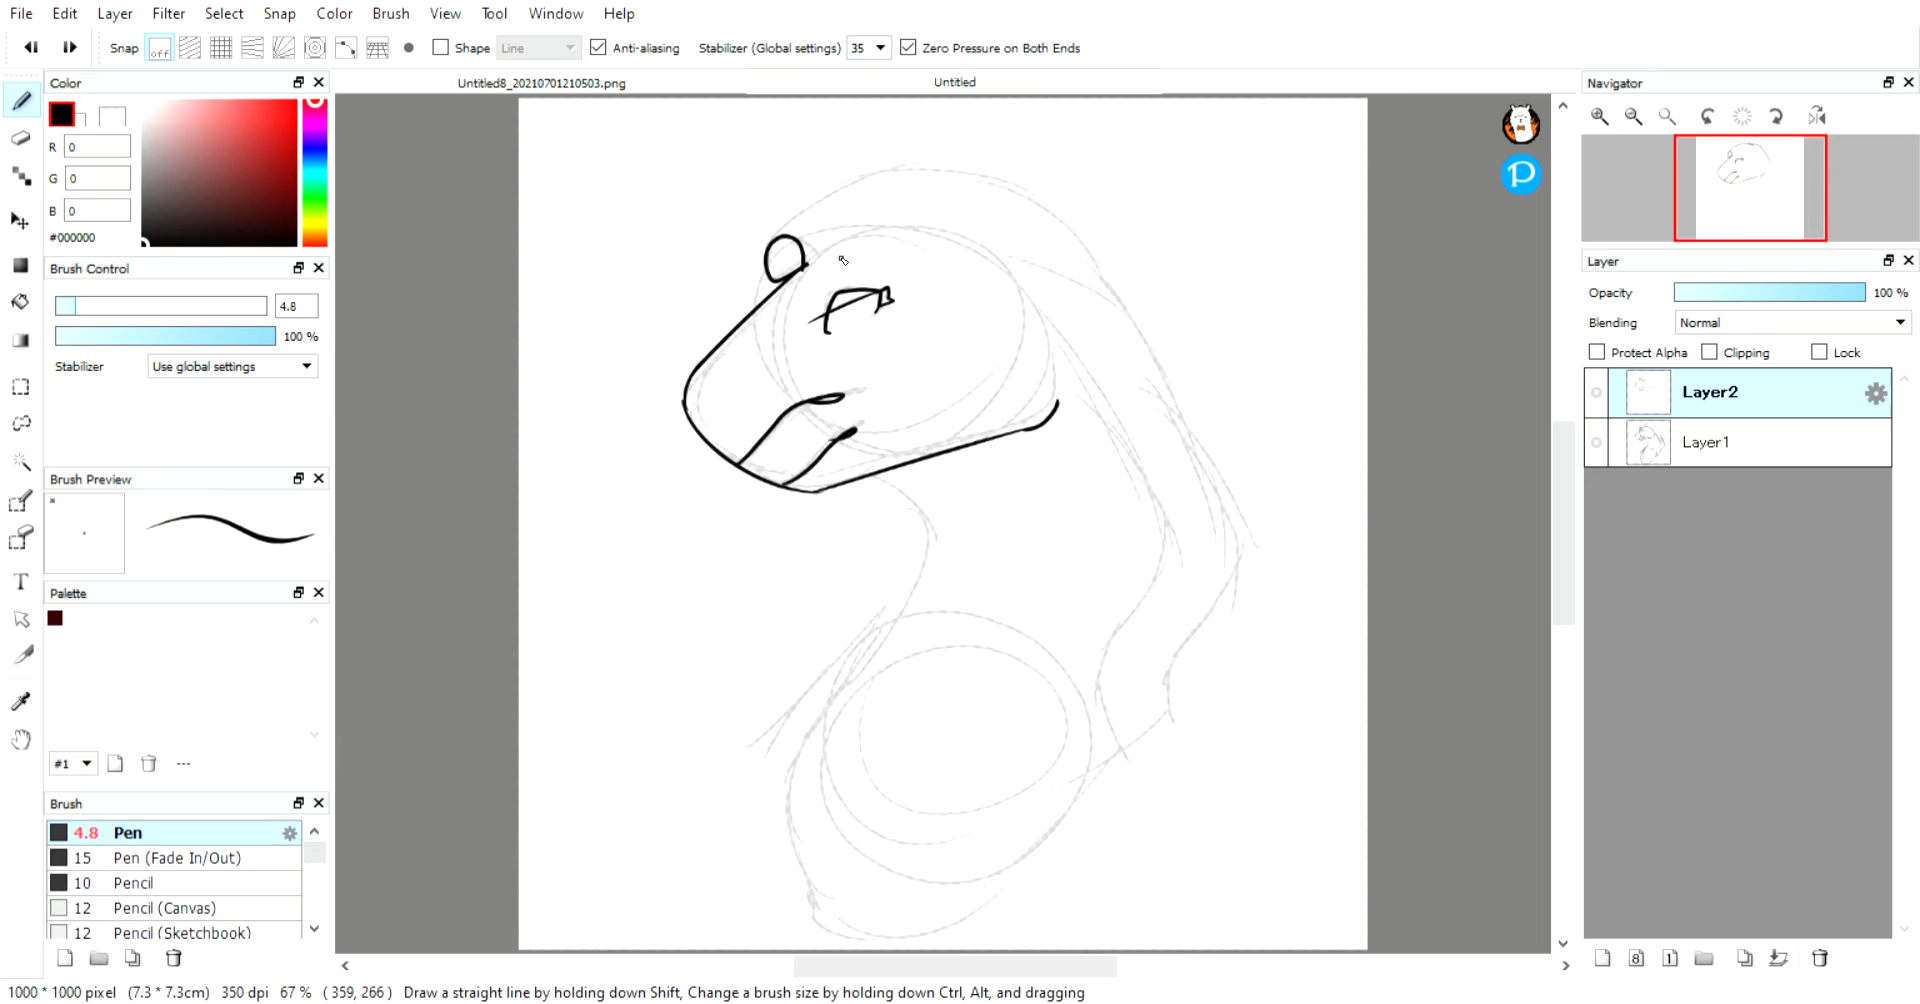 File Edit Layer Filter Select Snap Color Brush View Tool Window Help
Snap off Shape Line Anti-aliasing Stabilizer (Global settings) 35 Zero Pressure on Both Ends
Color
Untitled8_20210701210503.png
Untitled
Navigator
R 0
G 0
B 0
#000000
Brush Control
4.8
100 %
Stabilizer Use global settings
Brush Preview
Palette
#1
---
Brush
4.8 Pen
15 Pen (Fade In/Out)
10 Pencil
12 Pencil (Canvas)
12 Pencil (Sketchbook)
P
Layer
Opacity 100 %
Blending Normal
Protect Alpha Clipping Lock
Layer2
Layer1
T
8 1
1000 * 1000 pixel (7.3 * 7.3cm) 350 dpi 67 % ( 359, 266 ) Draw a straight line by holding down Shift, Change a brush size by holding down Ctrl, Alt, and dragging